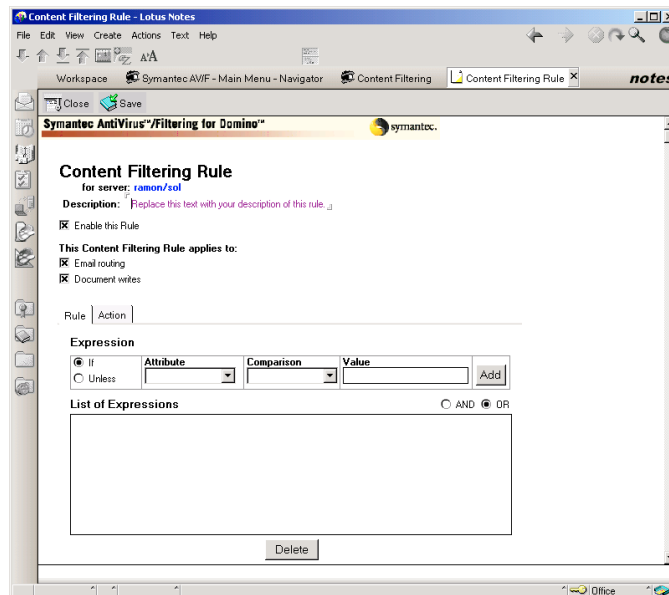 Content Filtering Rule - Lotus Notes
File Edit View Create Actions Text Help
Workspace Symantec AV/F - Main Menu - Navigator Content Filtering Content Filtering Rule notes
Close Save
Symantec AntiVirus™/Filtering for Domino™ symantec.
Content Filtering Rule
for server: ramon/sol
Description: Replace this text with your description of this rule.
Enable this Rule
This Content Filtering Rule applies to:
Email routing
Document writes
Rule Action
Expression
If Attribute Comparison Value
Unless Add
List of Expressions AND OR
Delete
Office